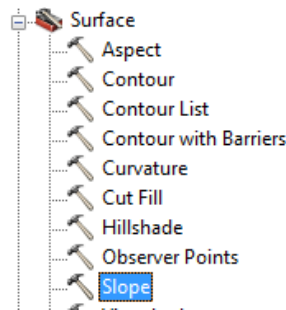 Surface
Aspect
Contour
Contour List
Contour with Barriers
Curvature
Cut Fill
Hillshade
Observer Points
Slope